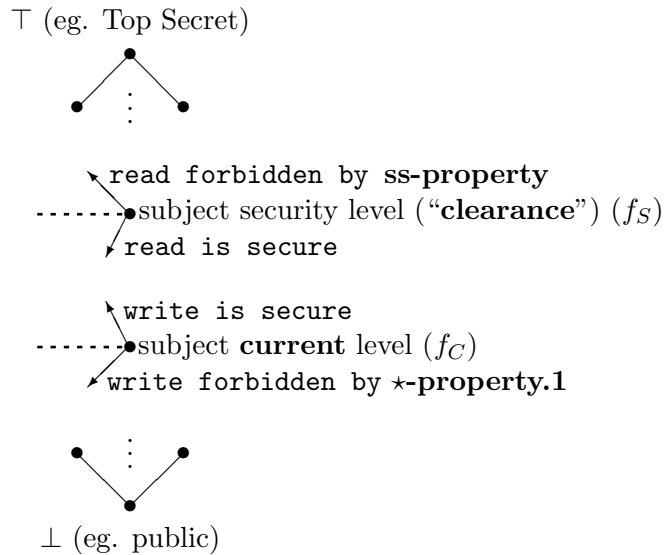 ⊤ (eg. Top Secret)
read forbidden by ss-property
subject security level (“clearance”) (f_S)
read is secure
write is secure
subject current level (f_C)
write forbidden by ⋆-property.1
⊥ (eg. public)